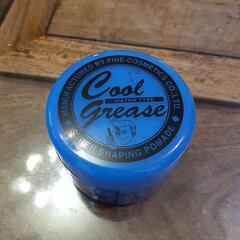 MANUFACTURED BY FINE COSMETICS CO.,LTD.
Cool
WATER TYPE
Grease
SUPER SHAPING POMADE